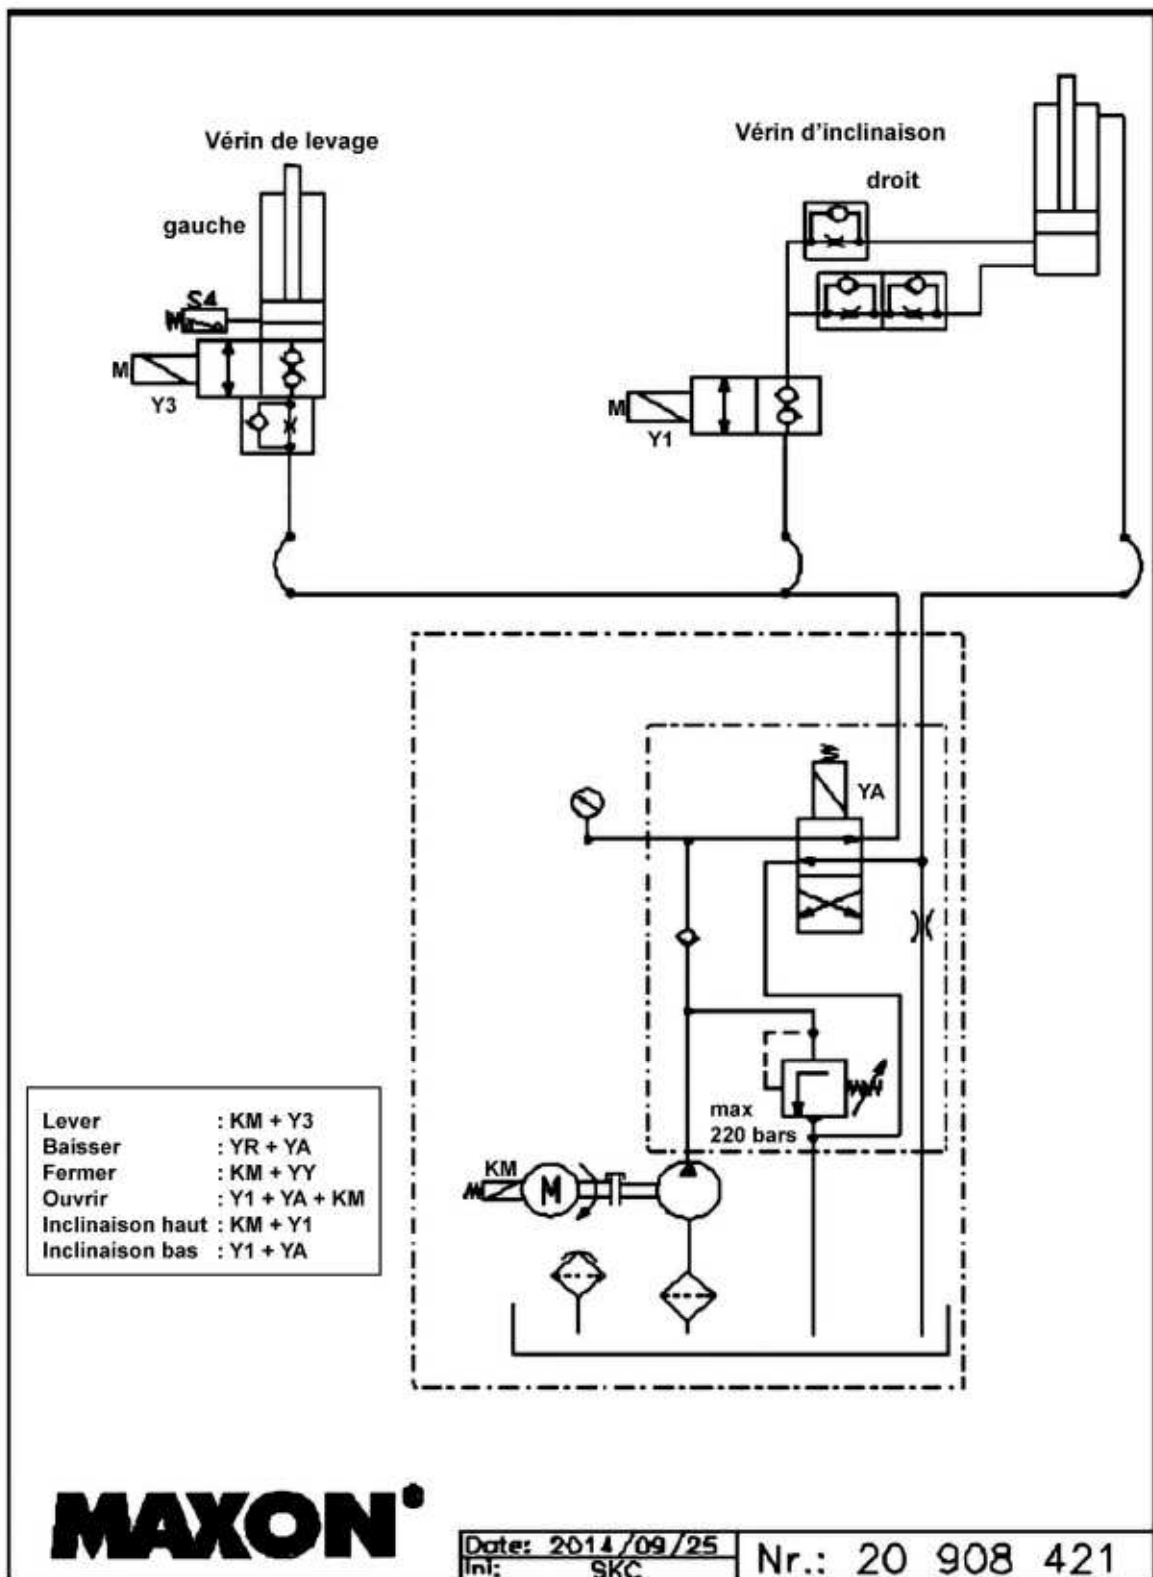 Vérin de levage
gauche
S4
M
Y3
Vérin d'inclinaison
droit
M
Y1
YA
max
220 bars
KM
M
Lever : KM + Y3
Baisser : YR + YA
Fermer : KM + YY
Ouvrir : Y1 + YA + KM
Inclinaison haut : KM + Y1
Inclinaison bas : Y1 + YA
MAXON®
Date: 2014/09/25
Ini: SKC
Nr.: 20 908 421